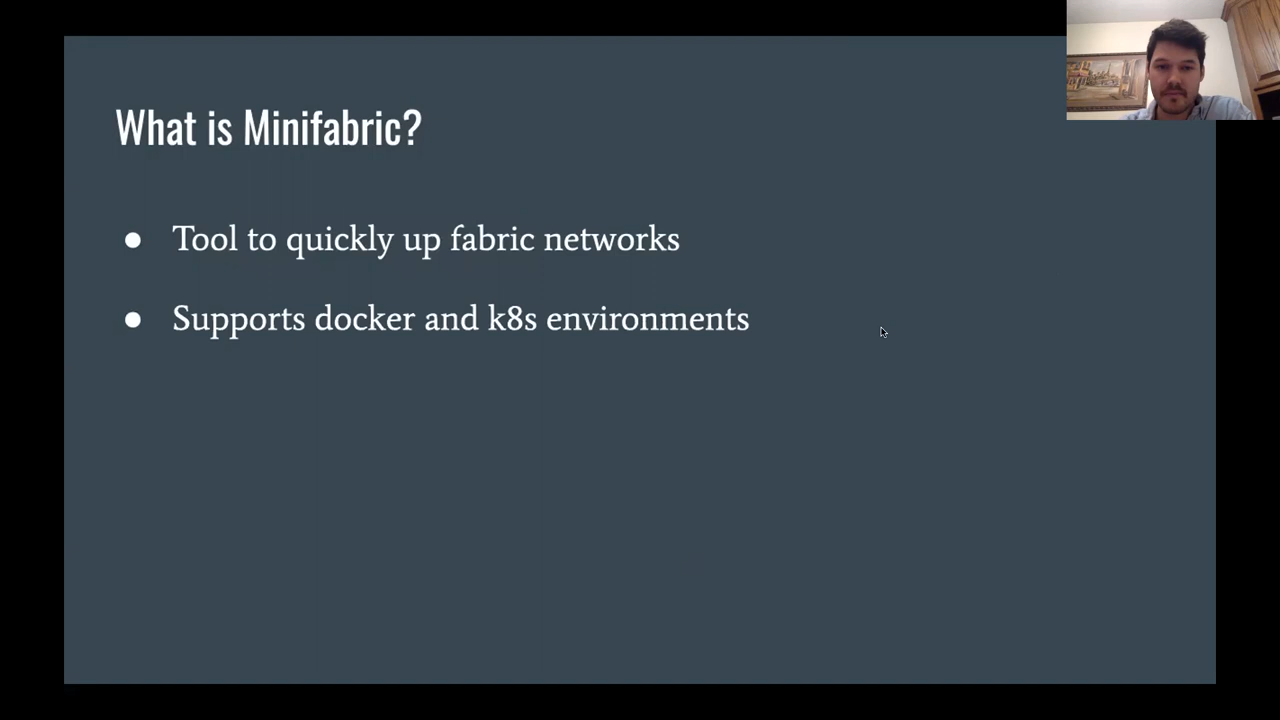 What is Minifabric?
● Tool to quickly up fabric networks
● Supports docker and k8s environments